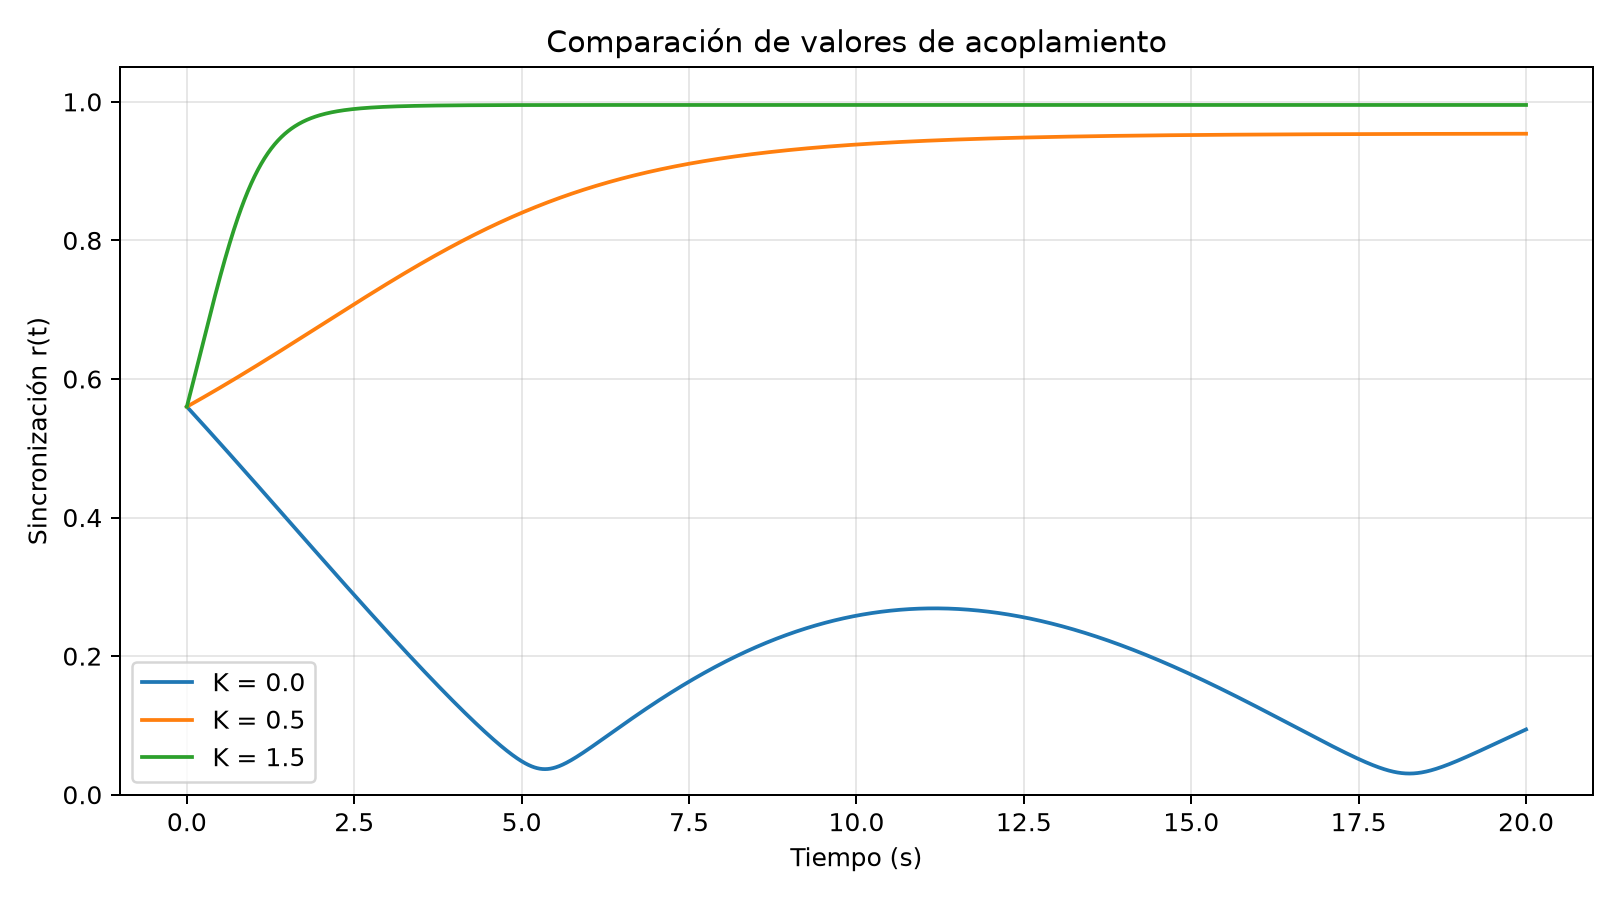 Comparación de valores de acoplamiento
Sincronización r(t)
1.0
0.8
0.6
0.4
0.2
0.0
K = 0.0
K = 0.5
K = 1.5
0.0 2.5 5.0 7.5 10.0 12.5 15.0 17.5 20.0
Tiempo (s)